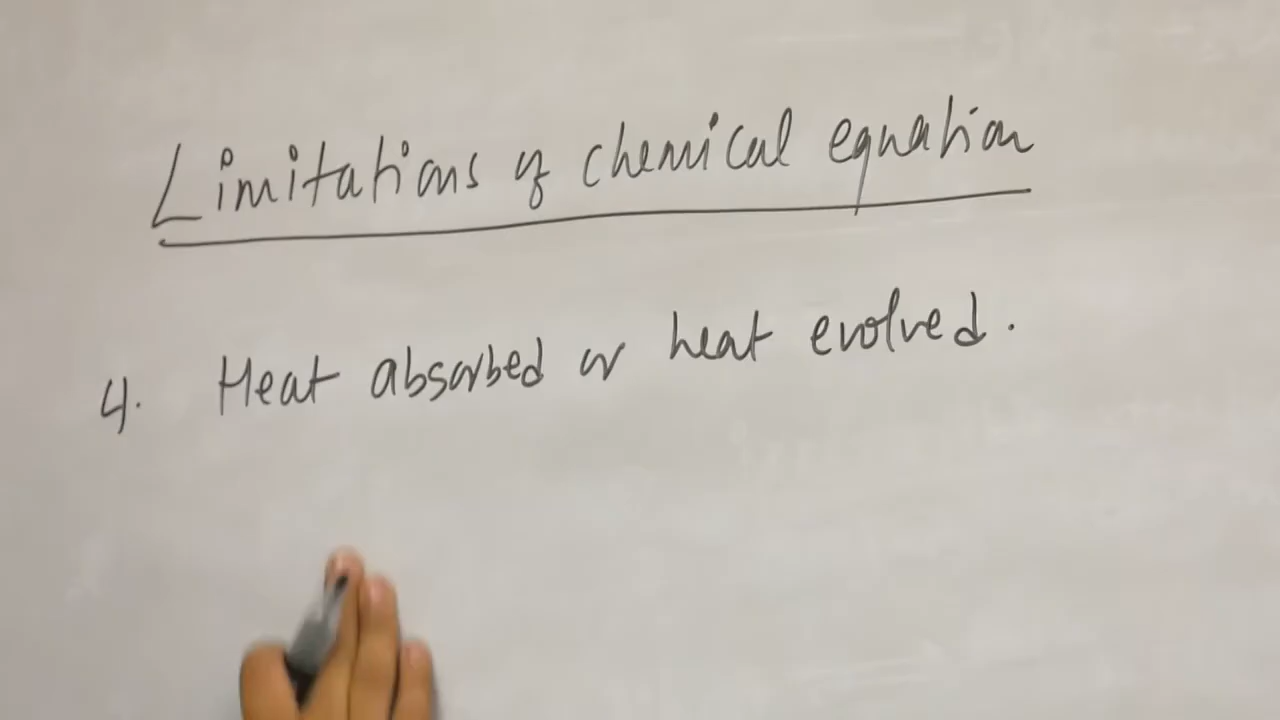 Limitations of chemical equation
4. Heat absorbed or heat evolved.